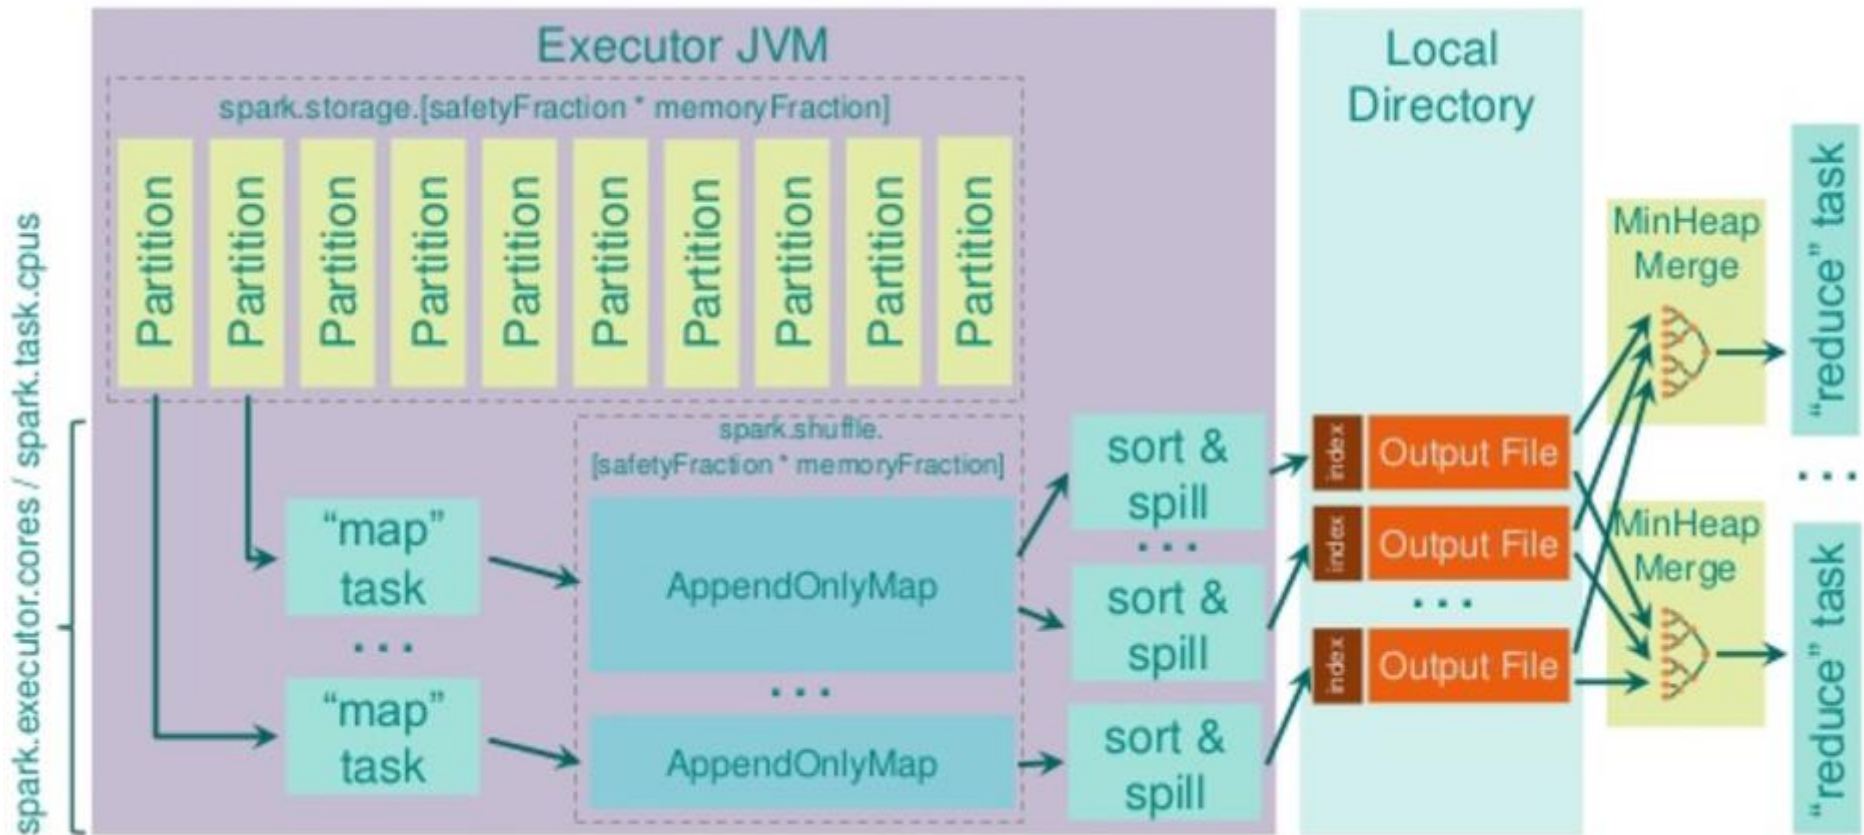 Executor JVM
spark.storage.[safetyFraction * memoryFraction]
Partition
Partition
Partition
Partition
Partition
Partition
Partition
Partition
Partition
Partition
spark.executor.cores / spark.task.cpus
spark.shuffle.
[safetyFraction * memoryFraction]
“map”
task
...
“map”
task
AppendOnlyMap
...
AppendOnlyMap
sort &
spill
...
sort &
spill
sort &
spill
Local
Directory
index
Output File
index
Output File
...
index
Output File
MinHeap
Merge
MinHeap
Merge
“reduce” task
...
“reduce” task